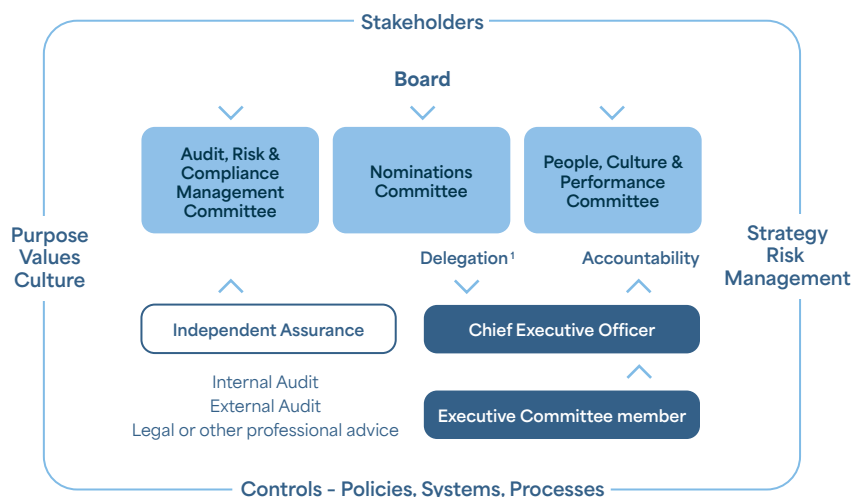 Stakeholders
Board
Audit, Risk &
Compliance
Management
Committee
Nominations
Committee
People, Culture &
Performance
Committee
Purpose
Values
Culture
Strategy
Risk
Management
Delegation¹
Accountability
Independent Assurance
Chief Executive Officer
Internal Audit
External Audit
Legal or other professional advice
Executive Committee member
Controls – Policies, Systems, Processes